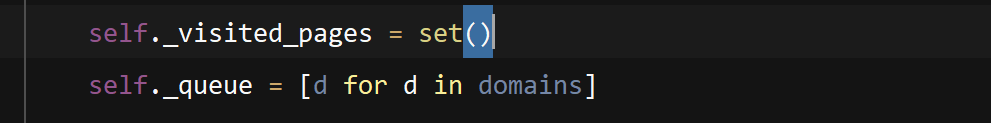 self._visited_pages = set()
self._queue = [d for d in domains]